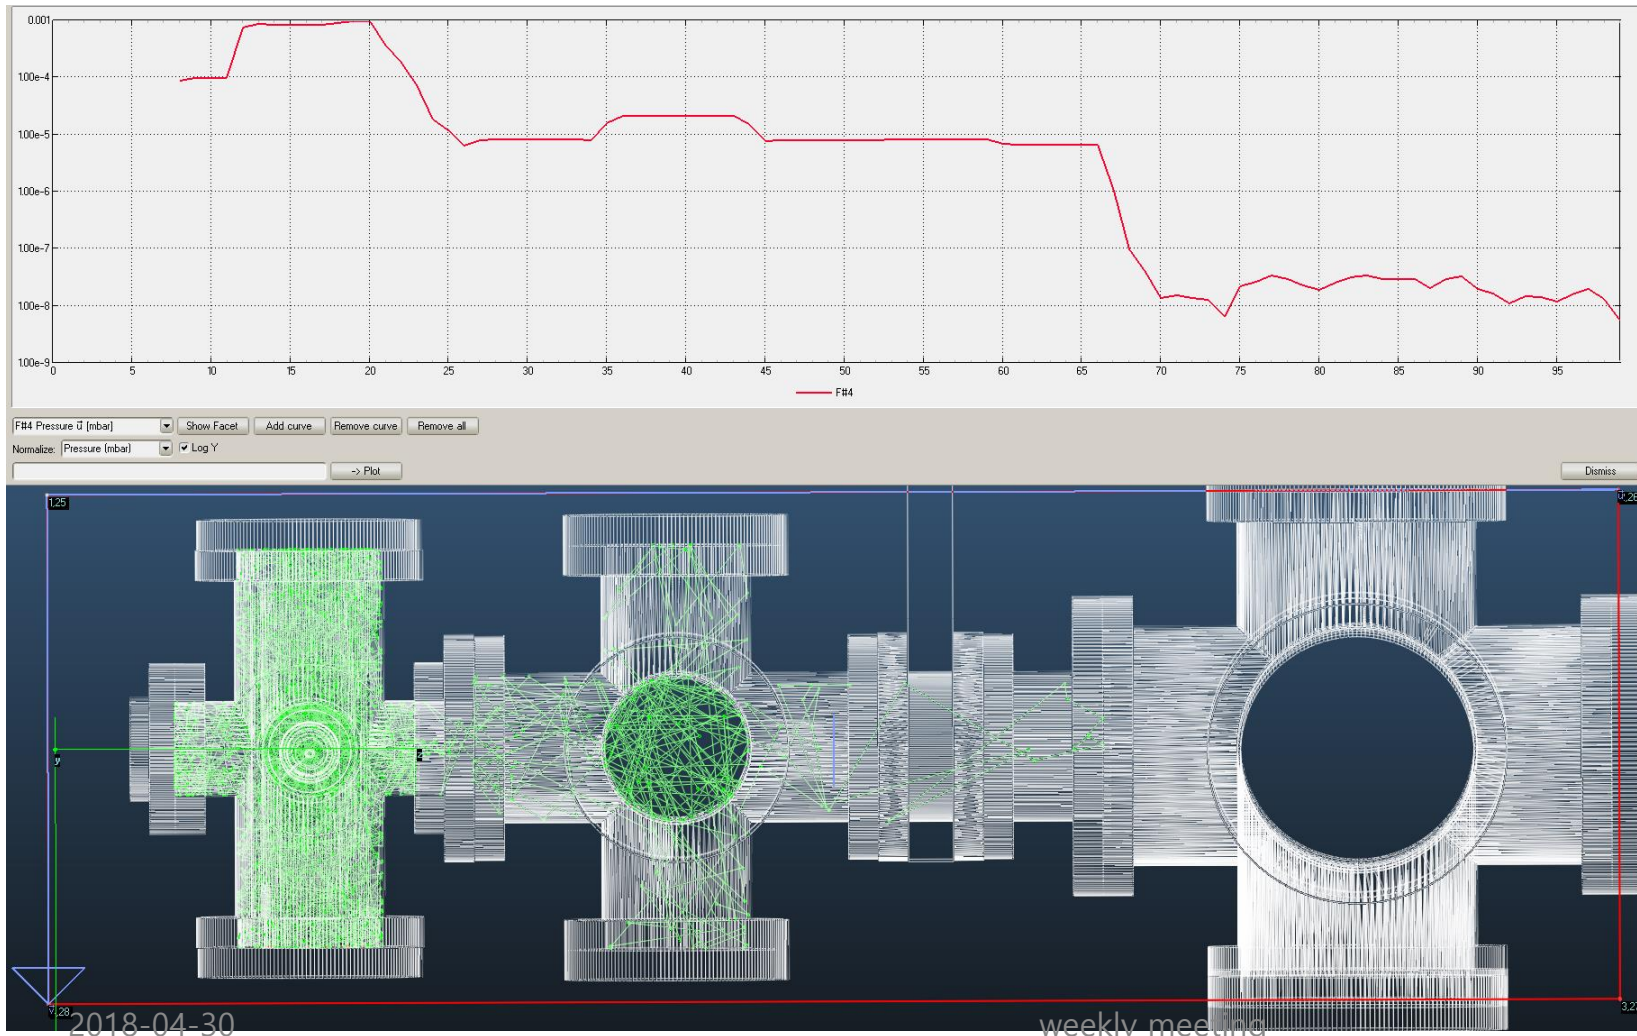 0.001
1.00e-4
1.00e-5
1.00e-6
1.00e-7
1.00e-8
1.00e-9
0 5 10 15 20 25 30 35 40 45 50 55 60 65 70 75 80 85 90 95
F#4
F#4 Pressure ū [mbar] Show Facet Add curve Remove curve Remove all
Normalize: Pressure (mbar) Log Y
-> Plot Dismiss
1,25
y
3,27
2018-04-30 weekly meeting